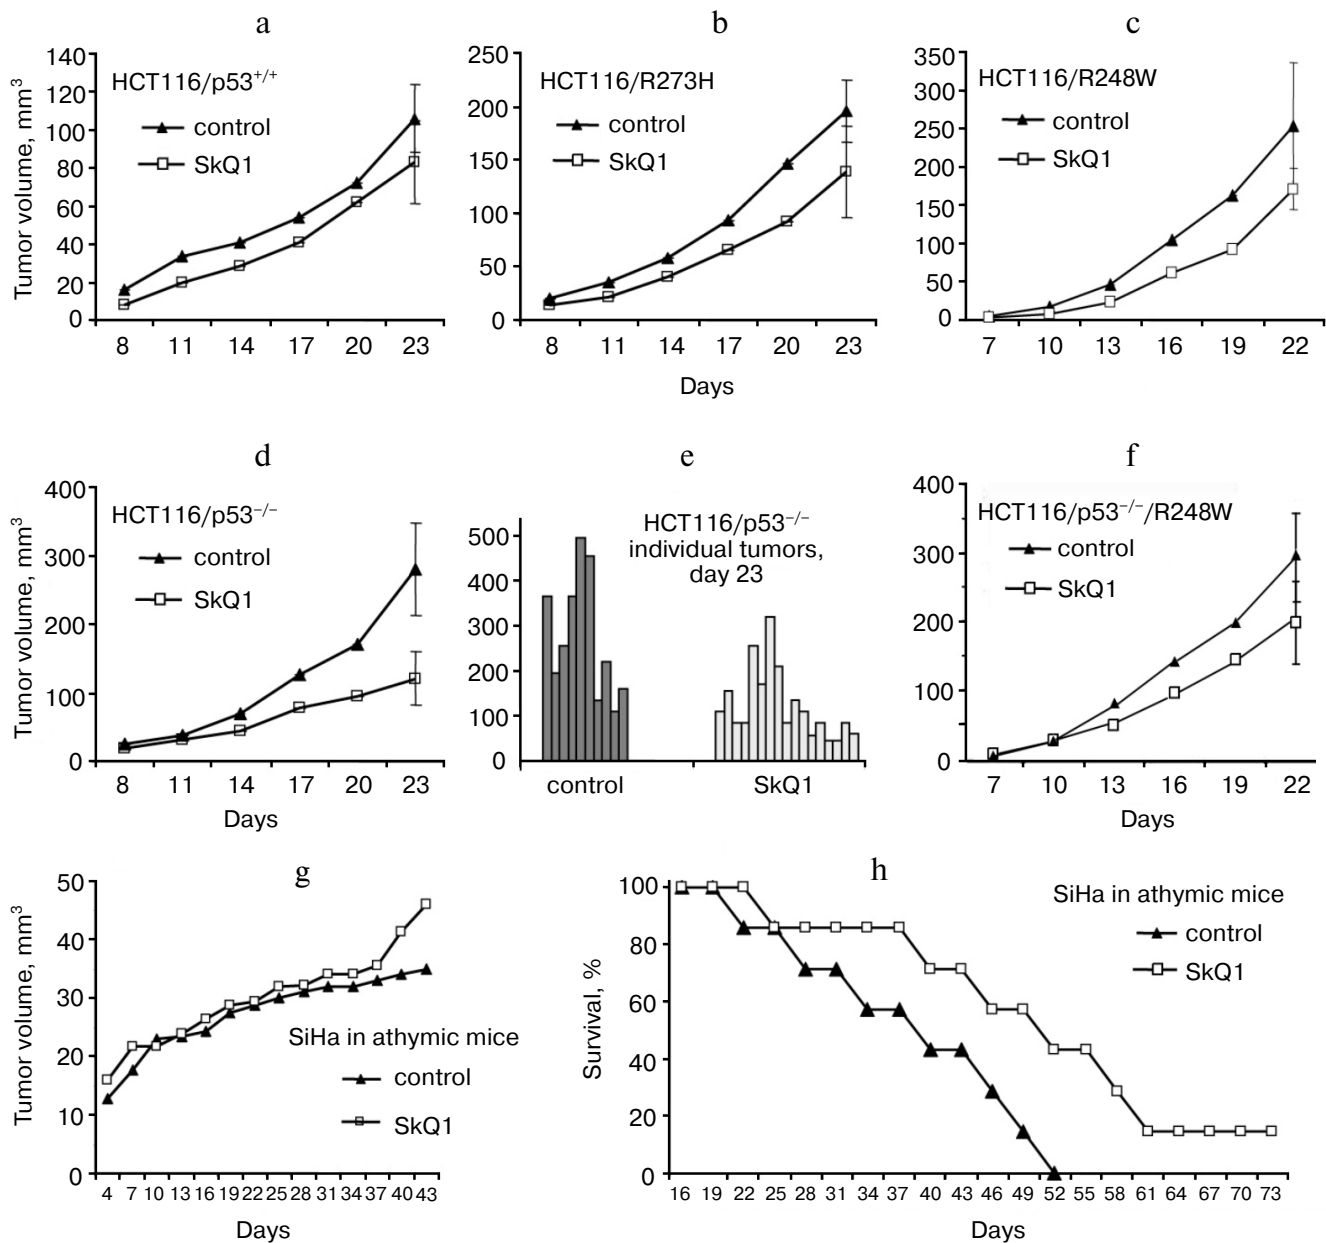 a
140
120
100
80
60
40
20
0
Tumor volume, mm³
HCT116/p53⁺/⁺
control
SkQ1
8 11 14 17 20 23
b
250
200
150
100
50
0
HCT116/R273H
control
SkQ1
8 11 14 17 20 23
Days
c
350
300
250
200
150
100
50
0
HCT116/R248W
control
SkQ1
7 10 13 16 19 22
d
400
300
200
100
0
Tumor volume, mm³
HCT116/p53⁻/⁻
control
SkQ1
8 11 14 17 20 23
Days
e
500
400
300
200
100
0
HCT116/p53⁻/⁻
individual tumors,
day 23
control SkQ1
f
400
300
200
100
0
HCT116/p53⁻/⁻/R248W
control
SkQ1
7 10 13 16 19 22
Days
g
50
40
30
20
10
0
Tumor volume, mm³
SiHa in athymic mice
control
SkQ1
4 7 10 13 16 19 22 25 28 31 34 37 40 43
Days
h
100
80
60
40
20
0
Survival, %
SiHa in athymic mice
control
SkQ1
16 19 22 25 28 31 34 37 40 43 46 49 52 55 58 61 64 67 70 73
Days